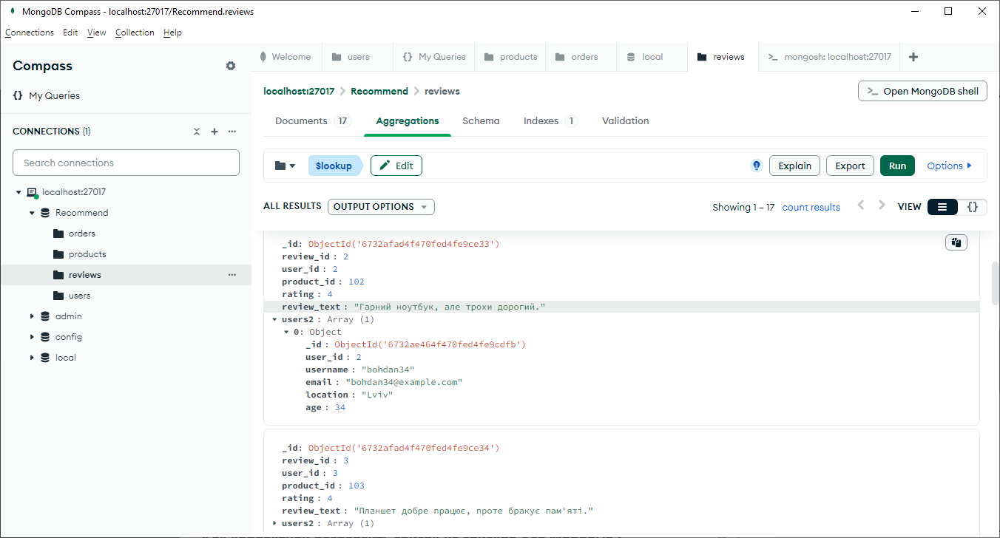 MongoDB Compass - localhost:27017/Recommend.reviews
Connections Edit View Collection Help
Compass
{} My Queries
CONNECTIONS (1)
Search connections
localhost:27017
Recommend
orders
products
reviews
users
admin
config
local
Welcome users {} My Queries products orders local reviews >_ mongosh: localhost:27017 +
localhost:27017 > Recommend > reviews
>_ Open MongoDB shell
Documents 17 Aggregations Schema Indexes 1 Validation
$lookup Edit Explain Export Run Options
ALL RESULTS OUTPUT OPTIONS Showing 1 – 17 count results VIEW {}
_id: ObjectId('6732afad4f470fed4fe9ce33')
review_id : 2
user_id : 2
product_id : 102
rating : 4
review_text : "Гарний ноутбук, але трохи дорогий."
users2 : Array (1)
0: Object
_id : ObjectId('6732ae464f470fed4fe9cdfb')
user_id : 2
username : "bohdan34"
email : "bohdan34@example.com"
location : "Lviv"
age : 34
_id: ObjectId('6732afad4f470fed4fe9ce34')
review_id : 3
user_id : 3
product_id : 103
rating : 4
review_text : "Планшет добре працює, проте бракує пам'яті."
users2 : Array (1)